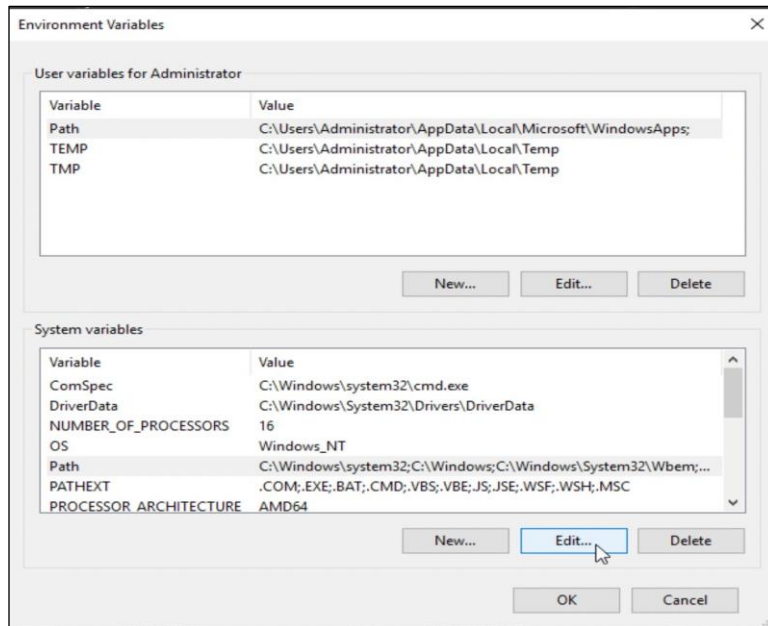 Environment Variables
User variables for Administrator
Variable Value
Path C:\Users\Administrator\AppData\Local\Microsoft\WindowsApps;
TEMP C:\Users\Administrator\AppData\Local\Temp
TMP C:\Users\Administrator\AppData\Local\Temp
New... Edit... Delete
System variables
Variable Value
ComSpec C:\Windows\system32\cmd.exe
DriverData C:\Windows\System32\Drivers\DriverData
NUMBER_OF_PROCESSORS 16
OS Windows_NT
Path C:\Windows\system32;C:\Windows;C:\Windows\System32\Wbem;...
PATHEXT .COM;.EXE;.BAT;.CMD;.VBS;.VBE;.JS;.JSE;.WSF;.WSH;.MSC
PROCESSOR_ARCHITECTURE AMD64
New... Edit... Delete
OK Cancel